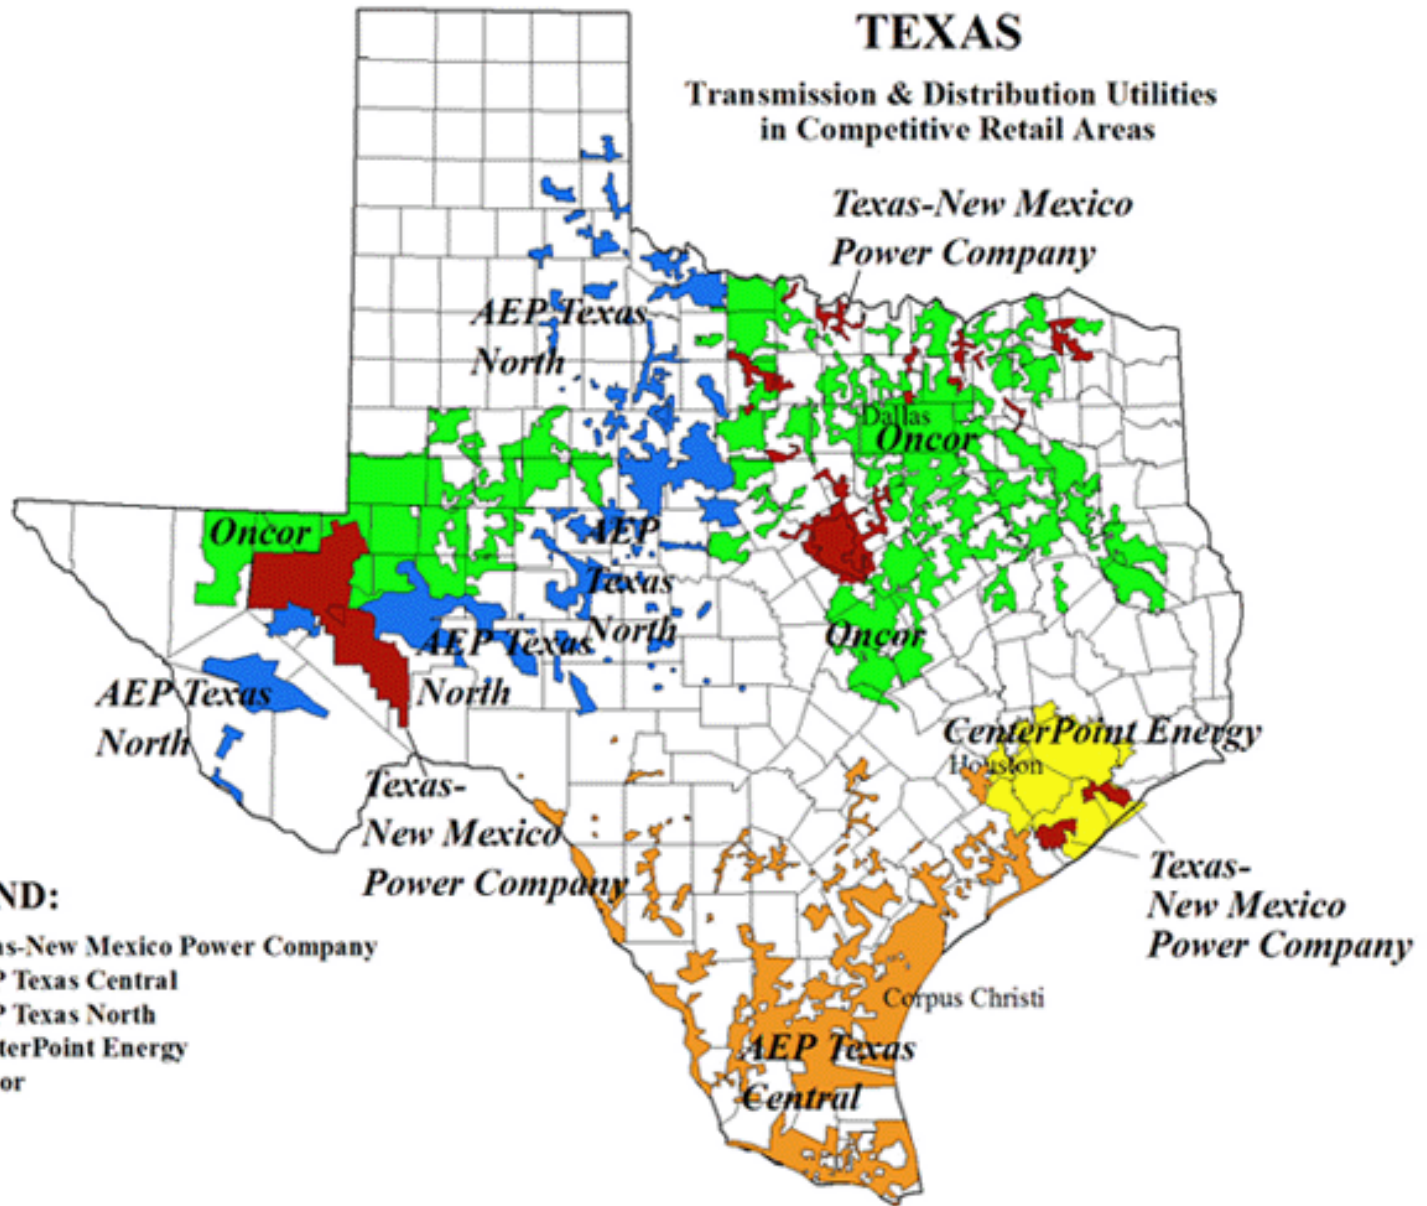 TEXAS
Transmission & Distribution Utilities
in Competitive Retail Areas
Texas-New Mexico
Power Company
AEP Texas
North
Dallas
Oncor
Oncor
AEP
Texas
North
Oncor
AEP Texas
North
AEP Texas
North
CenterPoint Energy
Houston
Texas-
New Mexico
Power Company
Texas-
New Mexico
Power Company
ND:
as-New Mexico Power Company
P Texas Central
P Texas North
terPoint Energy
or
Corpus Christi
AEP Texas
Central